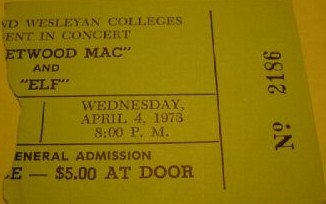 ND WESLEYAN COLLEGES
ENT IN CONCERT
ETWOOD MAC"
AND
"ELF"
WEDNESDAY,
APRIL 4, 1973
8:00 P. M.
ENERAL ADMISSION
E — $5.00 AT DOOR
Nº 2186